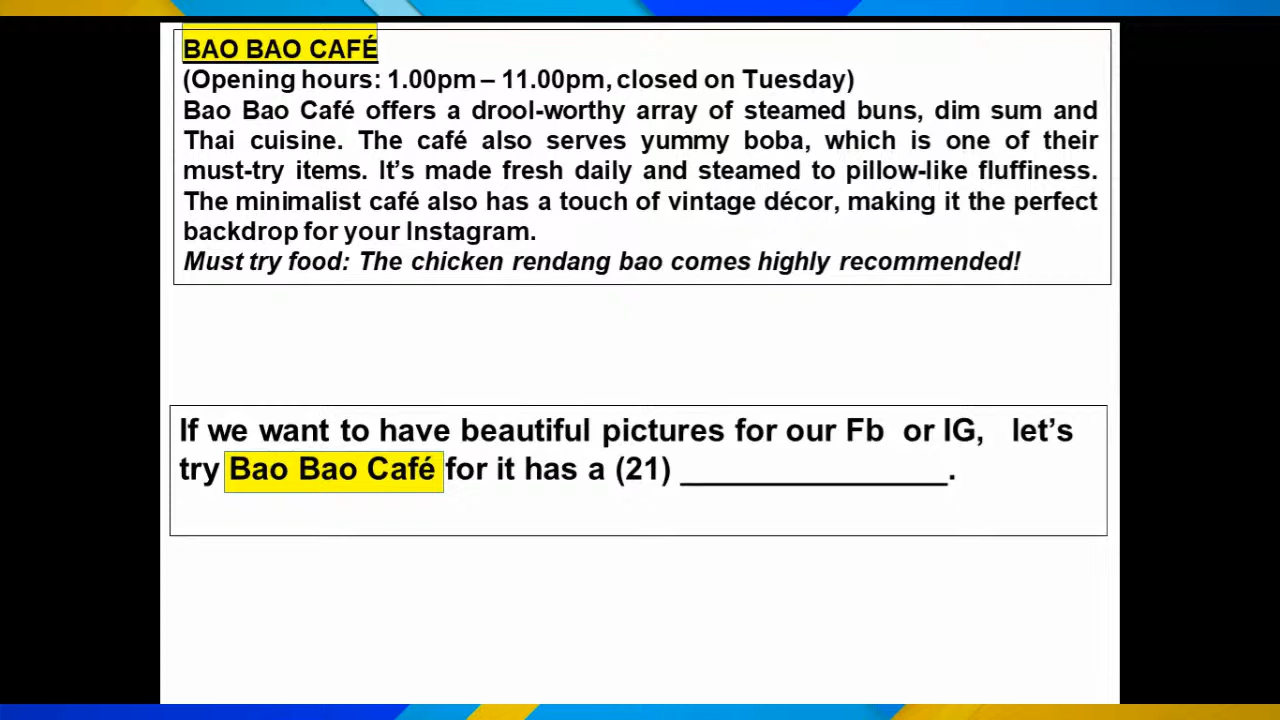 BAO BAO CAFÉ
(Opening hours: 1.00pm – 11.00pm, closed on Tuesday)
Bao Bao Café offers a drool-worthy array of steamed buns, dim sum and
Thai cuisine. The café also serves yummy boba, which is one of their
must-try items. It’s made fresh daily and steamed to pillow-like fluffiness.
The minimalist café also has a touch of vintage décor, making it the perfect
backdrop for your Instagram.
Must try food: The chicken rendang bao comes highly recommended!
If we want to have beautiful pictures for our Fb or IG, let’s
try Bao Bao Café for it has a (21) _______________.